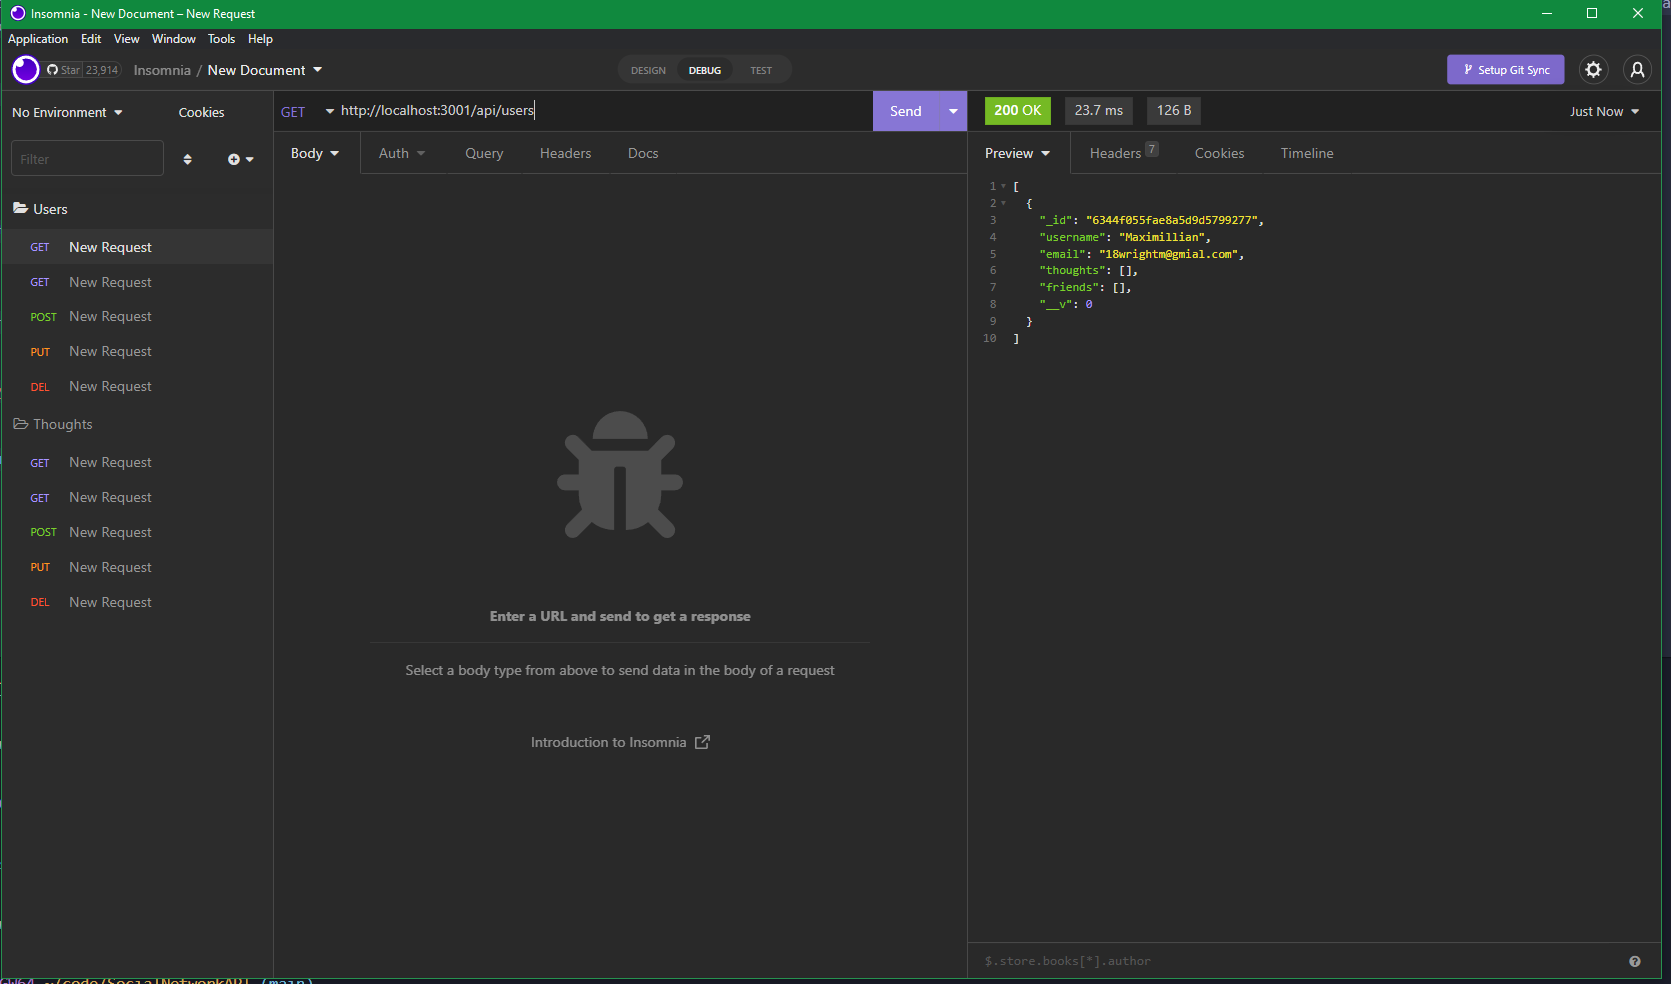 Insomnia - New Document – New Request
Application Edit View Window Tools Help
Star 23,914
Insomnia / New Document
DESIGN DEBUG TEST
Setup Git Sync
No Environment
Cookies
Filter
Users
GET New Request
GET New Request
POST New Request
PUT New Request
DEL New Request
Thoughts
GET New Request
GET New Request
POST New Request
PUT New Request
DEL New Request
GET http://localhost:3001/api/users
Send
Body Auth Query Headers Docs
Enter a URL and send to get a response
Select a body type from above to send data in the body of a request
Introduction to Insomnia
200 OK 23.7 ms 126 B
Just Now
Preview Headers 7 Cookies Timeline
1 [
2 {
3 "_id": "6344f055fae8a5d9d5799277",
4 "username": "Maximillian",
5 "email": "18wrightm@gmial.com",
6 "thoughts": [],
7 "friends": [],
8 "__v": 0
9 }
10 ]
$.store.books[*].author
~/code/SocialNetworkAPI (main)